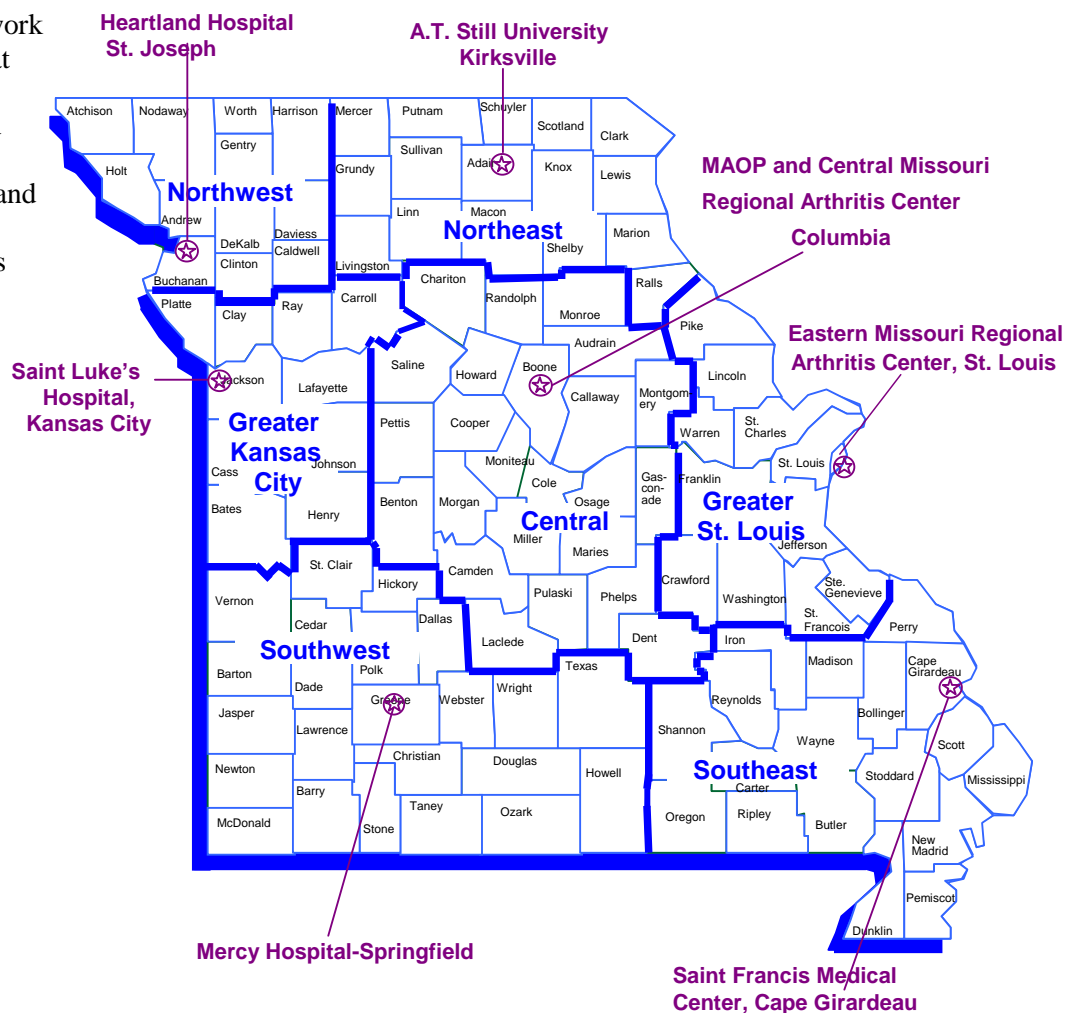 work
at
and
s
Heartland Hospital
St. Joseph
A.T. Still University
Kirksville
MAOP and Central Missouri
Regional Arthritis Center
Columbia
Eastern Missouri Regional
Arthritis Center, St. Louis
Saint Luke's
Hospital,
Kansas City
Mercy Hospital-Springfield
Saint Francis Medical
Center, Cape Girardeau
Northwest
Northeast
Greater
Kansas
City
Central
Greater
St. Louis
Southwest
Southeast
Atchison
Nodaway
Worth
Harrison
Mercer
Putnam
Schuyler
Scotland
Clark
Gentry
Sullivan
Adair
Knox
Lewis
Holt
Grundy
Andrew
Daviess
Linn
Macon
Shelby
Marion
DeKalb
Caldwell
Clinton
Livingston
Buchanan
Chariton
Randolph
Ralls
Monroe
Platte
Clay
Ray
Carroll
Pike
Audrain
Saline
Howard
Boone
Jackson
Lafayette
Callaway
Montgom-
ery
Lincoln
Pettis
Cooper
Warren
St.
Charles
Johnson
Cass
Moniteau
Cole
Gas-
con-
ade
Franklin
St. Louis
Bates
Henry
Benton
Morgan
Osage
Miller
Maries
Jefferson
St. Clair
Hickory
Camden
Crawford
Washington
Ste.
Genevieve
Vernon
Cedar
Dallas
Pulaski
Phelps
St.
Francois
Perry
Laclede
Dent
Iron
Barton
Polk
Texas
Madison
Cape
Girardeau
Dade
Jasper
Greene
Webster
Wright
Reynolds
Bollinger
Lawrence
Shannon
Wayne
Scott
Newton
Christian
Douglas
Howell
Carter
Stoddard
Mississippi
Barry
Taney
Ozark
McDonald
Stone
Oregon
Ripley
Butler
New
Madrid
Pemiscot
Dunklin